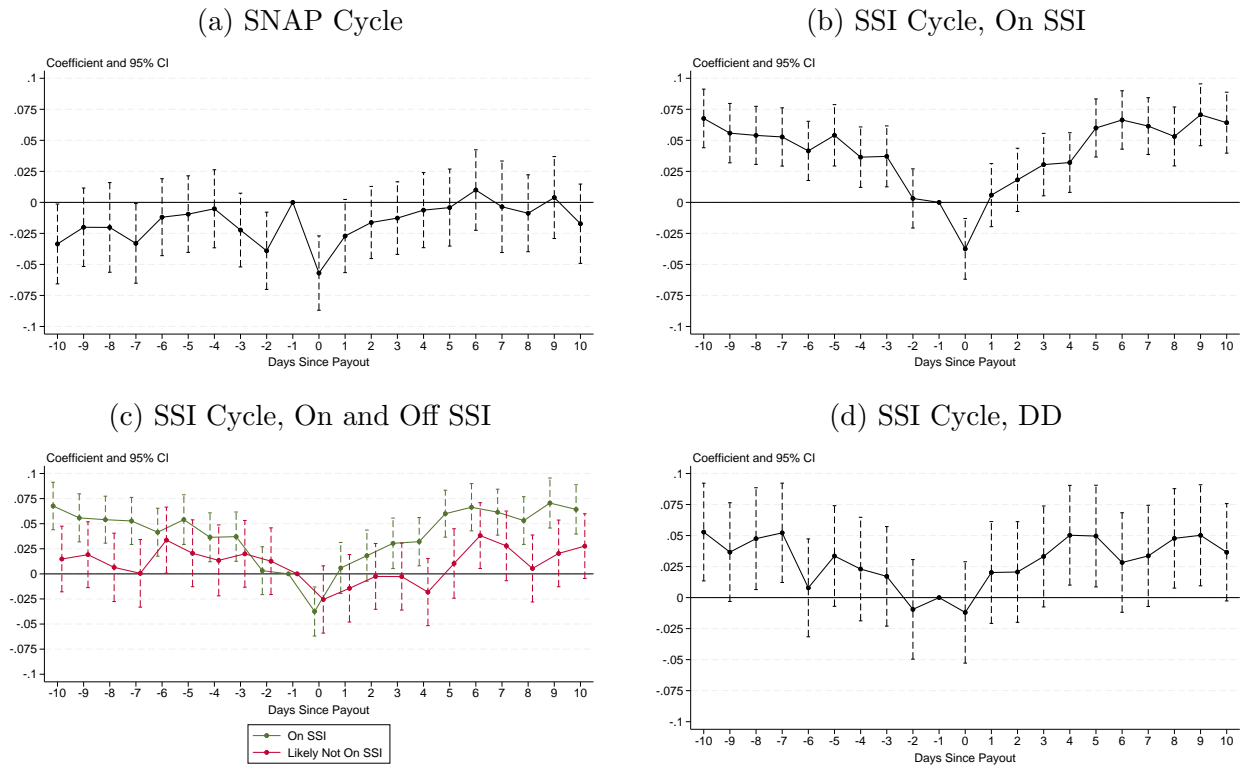 (a) SNAP Cycle
Coefficient and 95% CI
.1
.075
.05
.025
0
-.025
-.05
-.075
-.1
-10 -9 -8 -7 -6 -5 -4 -3 -2 -1 0 1 2 3 4 5 6 7 8 9 10
Days Since Payout
(b) SSI Cycle, On SSI
Coefficient and 95% CI
.1
.075
.05
.025
0
-.025
-.05
-.075
-.1
-10 -9 -8 -7 -6 -5 -4 -3 -2 -1 0 1 2 3 4 5 6 7 8 9 10
Days Since Payout
(c) SSI Cycle, On and Off SSI
Coefficient and 95% CI
.1
.075
.05
.025
0
-.025
-.05
-.075
-.1
-10 -9 -8 -7 -6 -5 -4 -3 -2 -1 0 1 2 3 4 5 6 7 8 9 10
Days Since Payout
On SSI
Likely Not On SSI
(d) SSI Cycle, DD
Coefficient and 95% CI
.1
.075
.05
.025
0
-.025
-.05
-.075
-.1
-10 -9 -8 -7 -6 -5 -4 -3 -2 -1 0 1 2 3 4 5 6 7 8 9 10
Days Since Payout